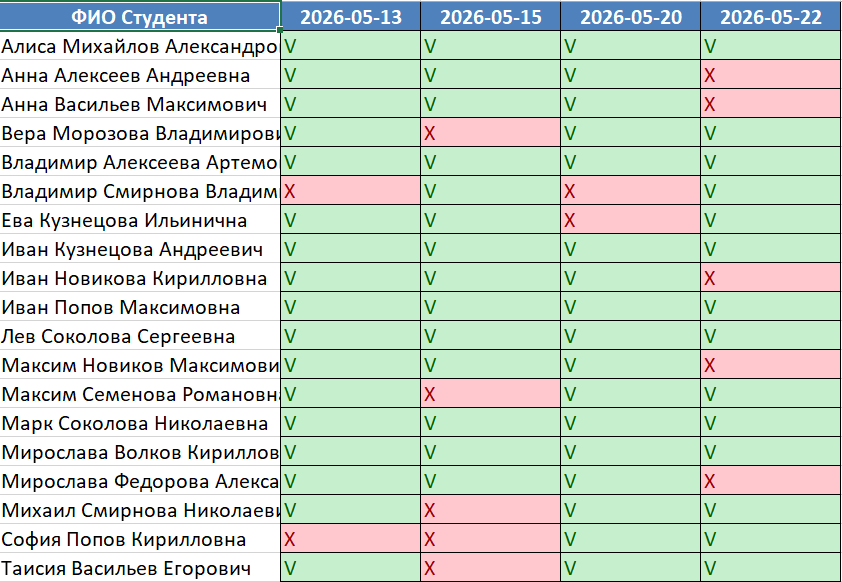 ФИО Студента 2026-05-13 2026-05-15 2026-05-20 2026-05-22
Алиса Михайлов Александро V V V V
Анна Алексеев Андреевна V V V X
Анна Васильев Максимович V V V X
Вера Морозова Владимирови V X V V
Владимир Алексеева Артемо V V V V
Владимир Смирнова Владим X V X V
Ева Кузнецова Ильинична V V X V
Иван Кузнецова Андреевич V V V V
Иван Новикова Кирилловна V V V X
Иван Попов Максимовна V V V V
Лев Соколова Сергеевна V V V V
Максим Новиков Максимови V V V X
Максим Семенова Романовна V X V V
Марк Соколова Николаевна V V V V
Мирослава Волков Кириллов V V V V
Мирослава Федорова Алекса V V V X
Михаил Смирнова Николаеви V X V V
София Попов Кирилловна X X V V
Таисия Васильев Егорович V X V V